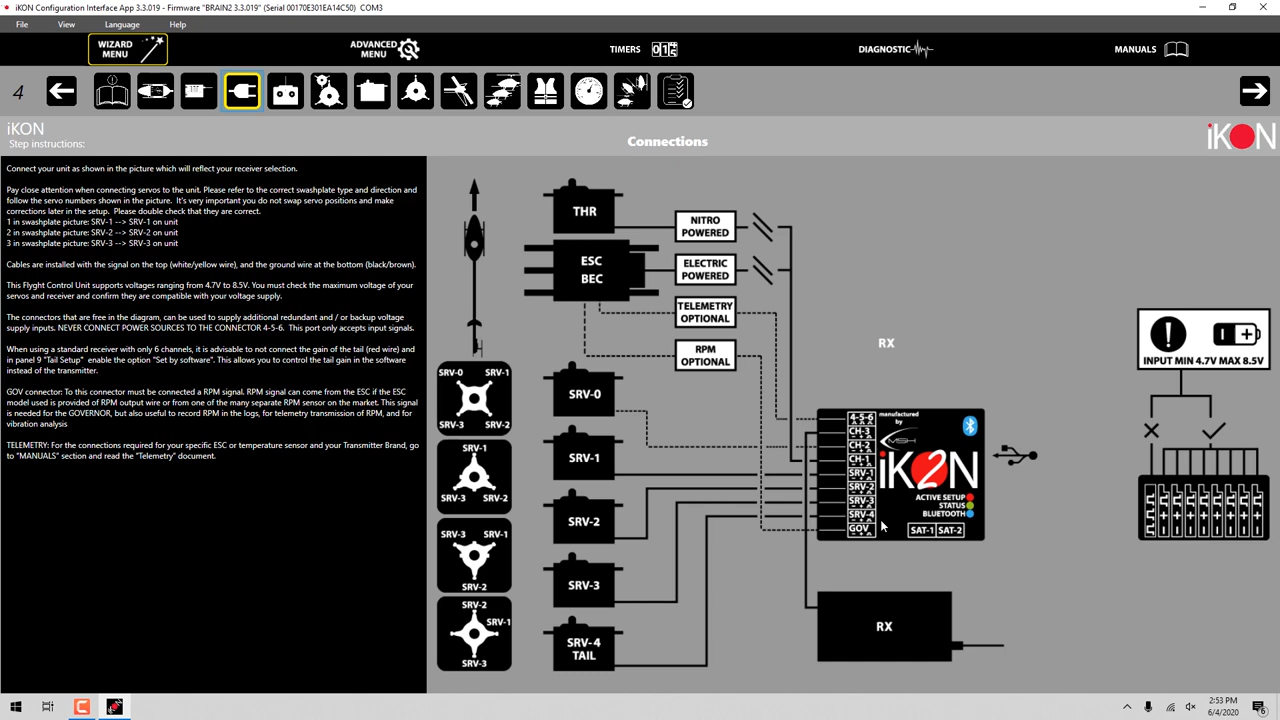 iKON Configuration Interface App 3.3.019 - Firmware "BRAIN2 3.3.019" (Serial 00170E301EA14C50) COM3
File View Language Help
WIZARD
MENU
ADVANCED
MENU
TIMERS
015
DIAGNOSTIC
MANUALS
4
iKON
Step instructions:
Connections
iKON
Connect your unit as shown in the picture which will reflect your receiver selection.
Pay close attention when connecting servos to the unit. Please refer to the correct swashplate type and direction and
follow the servo numbers shown in the picture. It's very important you do not swap servo positions and make
corrections later in the setup. Please double check that they are correct.
1 in swashplate picture: SRV-1 --> SRV-1 on unit
2 in swashplate picture: SRV-2 --> SRV-2 on unit
3 in swashplate picture: SRV-3 --> SRV-3 on unit
Cables are installed with the signal on the top (white/yellow wire), and the ground wire at the bottom (black/brown).
This Flyght Control Unit supports voltages ranging from 4.7V to 8.5V. You must check the maximum voltage of your
servos and receiver and confirm they are compatible with your voltage supply.
The connectors that are free in the diagram, can be used to supply additional redundant and / or backup voltage
supply inputs. NEVER CONNECT POWER SOURCES TO THE CONNECTOR 4-5-6. This port only accepts input signals.
When using a standard receiver with only 6 channels, it is advisable to not connect the gain of the tail (red wire) and
in panel 9 "Tail Setup" enable the option "Set by software". This allows you to control the tail gain in the software
instead of the transmitter.
GOV connector: To this connector must be connected a RPM signal. RPM signal can come from the ESC if the ESC
model used is provided of RPM output wire or from one of the many separate RPM sensor on the market. This signal
is needed for the GOVERNOR, but also useful to record RPM in the logs, for telemetry transmission of RPM, and for
vibration analysis
TELEMETRY: For the connections required for your specific ESC or temperature sensor and your Transmitter Brand, go
to "MANUALS" section and read the "Telemetry" document.
SRV-0 SRV-1
SRV-3 SRV-2
SRV-1
SRV-3 SRV-2
SRV-3 SRV-1
SRV-2
SRV-2
SRV-1
SRV-3
THR
ESC
BEC
SRV-0
SRV-1
SRV-2
SRV-3
SRV-4
TAIL
NITRO
POWERED
ELECTRIC
POWERED
TELEMETRY
OPTIONAL
RPM
OPTIONAL
RX
4-5-6
CH-3
CH-2
CH-1
SRV-1
SRV-2
SRV-3
SRV-4
GOV
manufactured
by
MSH
iK2N
ACTIVE SETUP
STATUS
BLUETOOTH
SAT-1 SAT-2
RX
INPUT MIN 4.7V MAX 8.5V
2:53 PM
6/4/2020
6